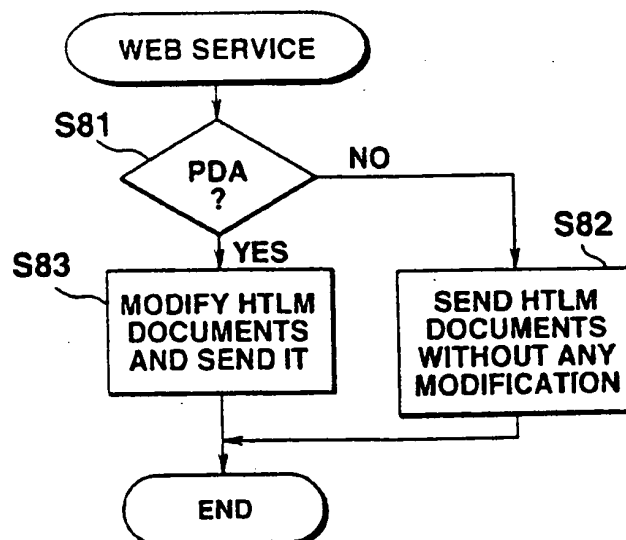 WEB SERVICE
S81
PDA
?
NO
YES
S83
MODIFY HTLM
DOCUMENTS
AND SEND IT
S82
SEND HTLM
DOCUMENTS
WITHOUT ANY
MODIFICATION
END